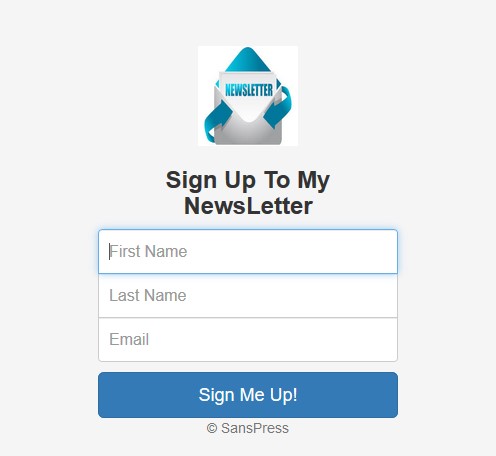 NEWSLETTER
Sign Up To My
NewsLetter
First Name
Last Name
Email
Sign Me Up!
© SansPress